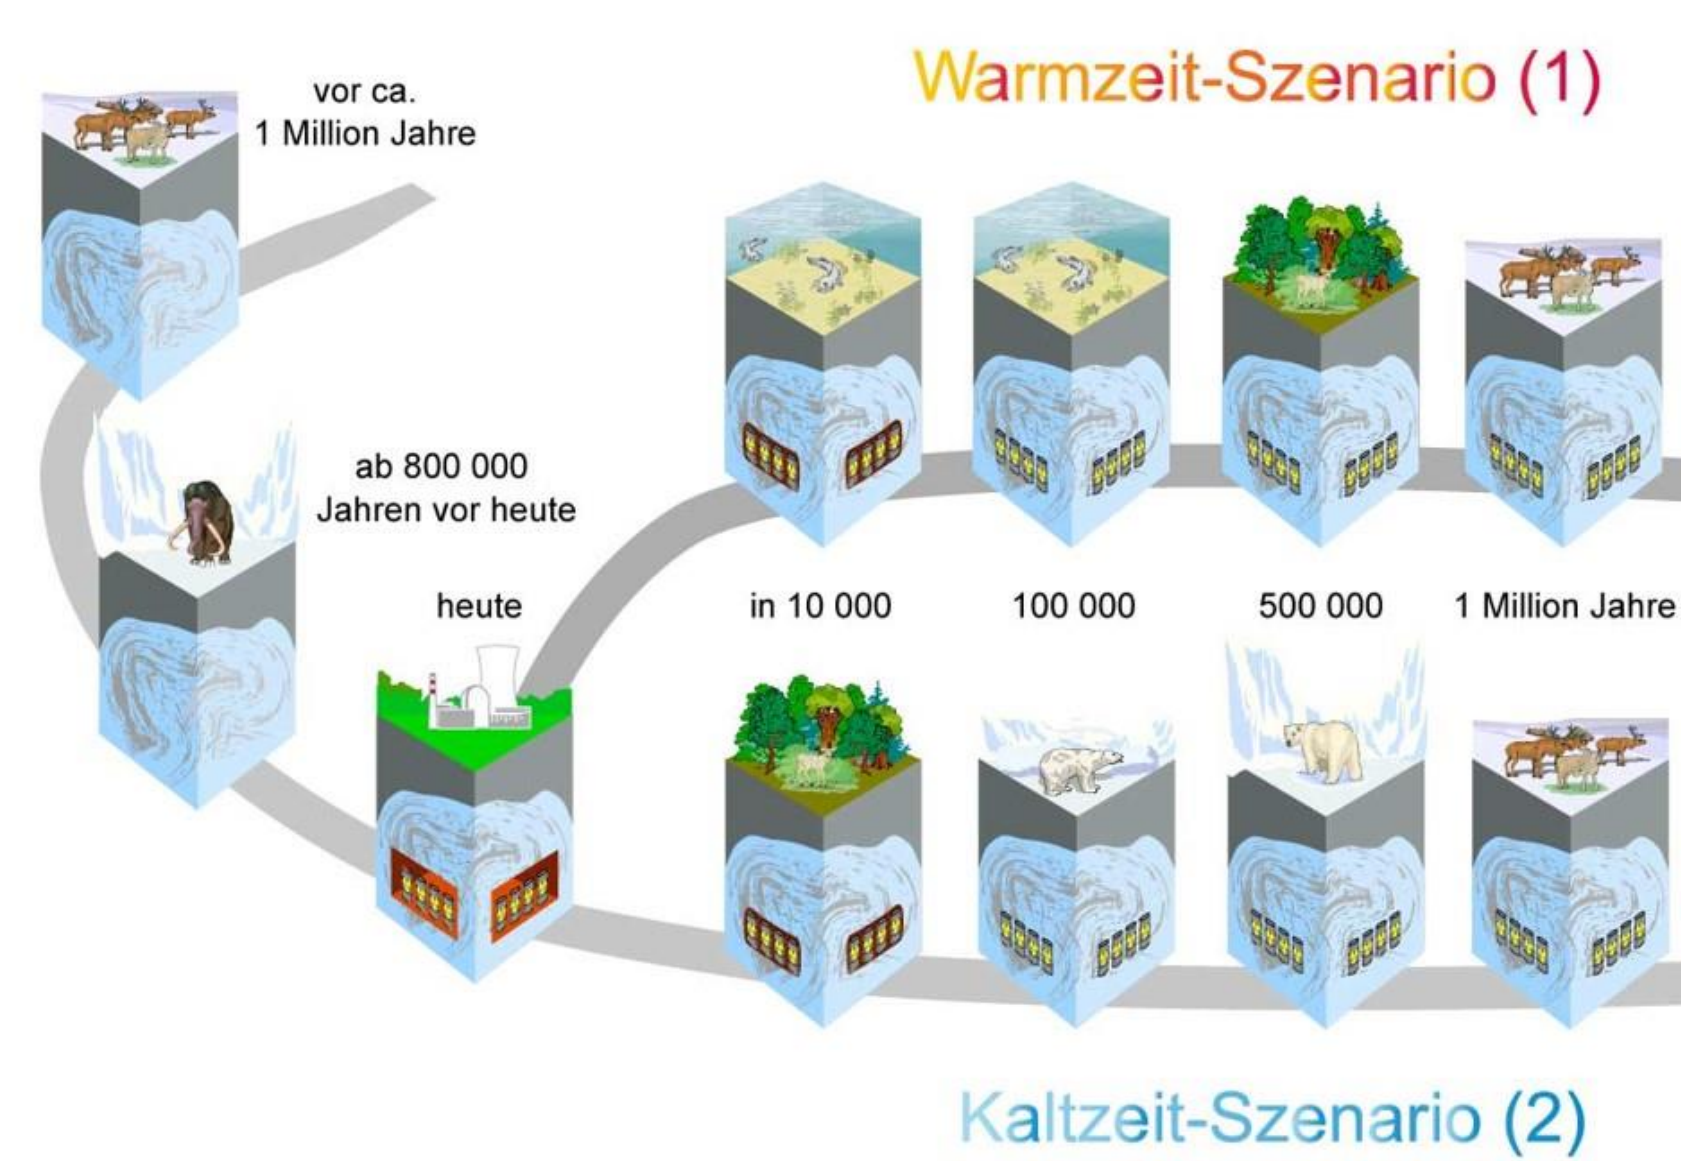 Warmzeit-Szenario (1)
vor ca.
1 Million Jahre
ab 800 000
Jahren vor heute
heute
in 10 000
100 000
500 000
1 Million Jahre
Kaltzeit-Szenario (2)